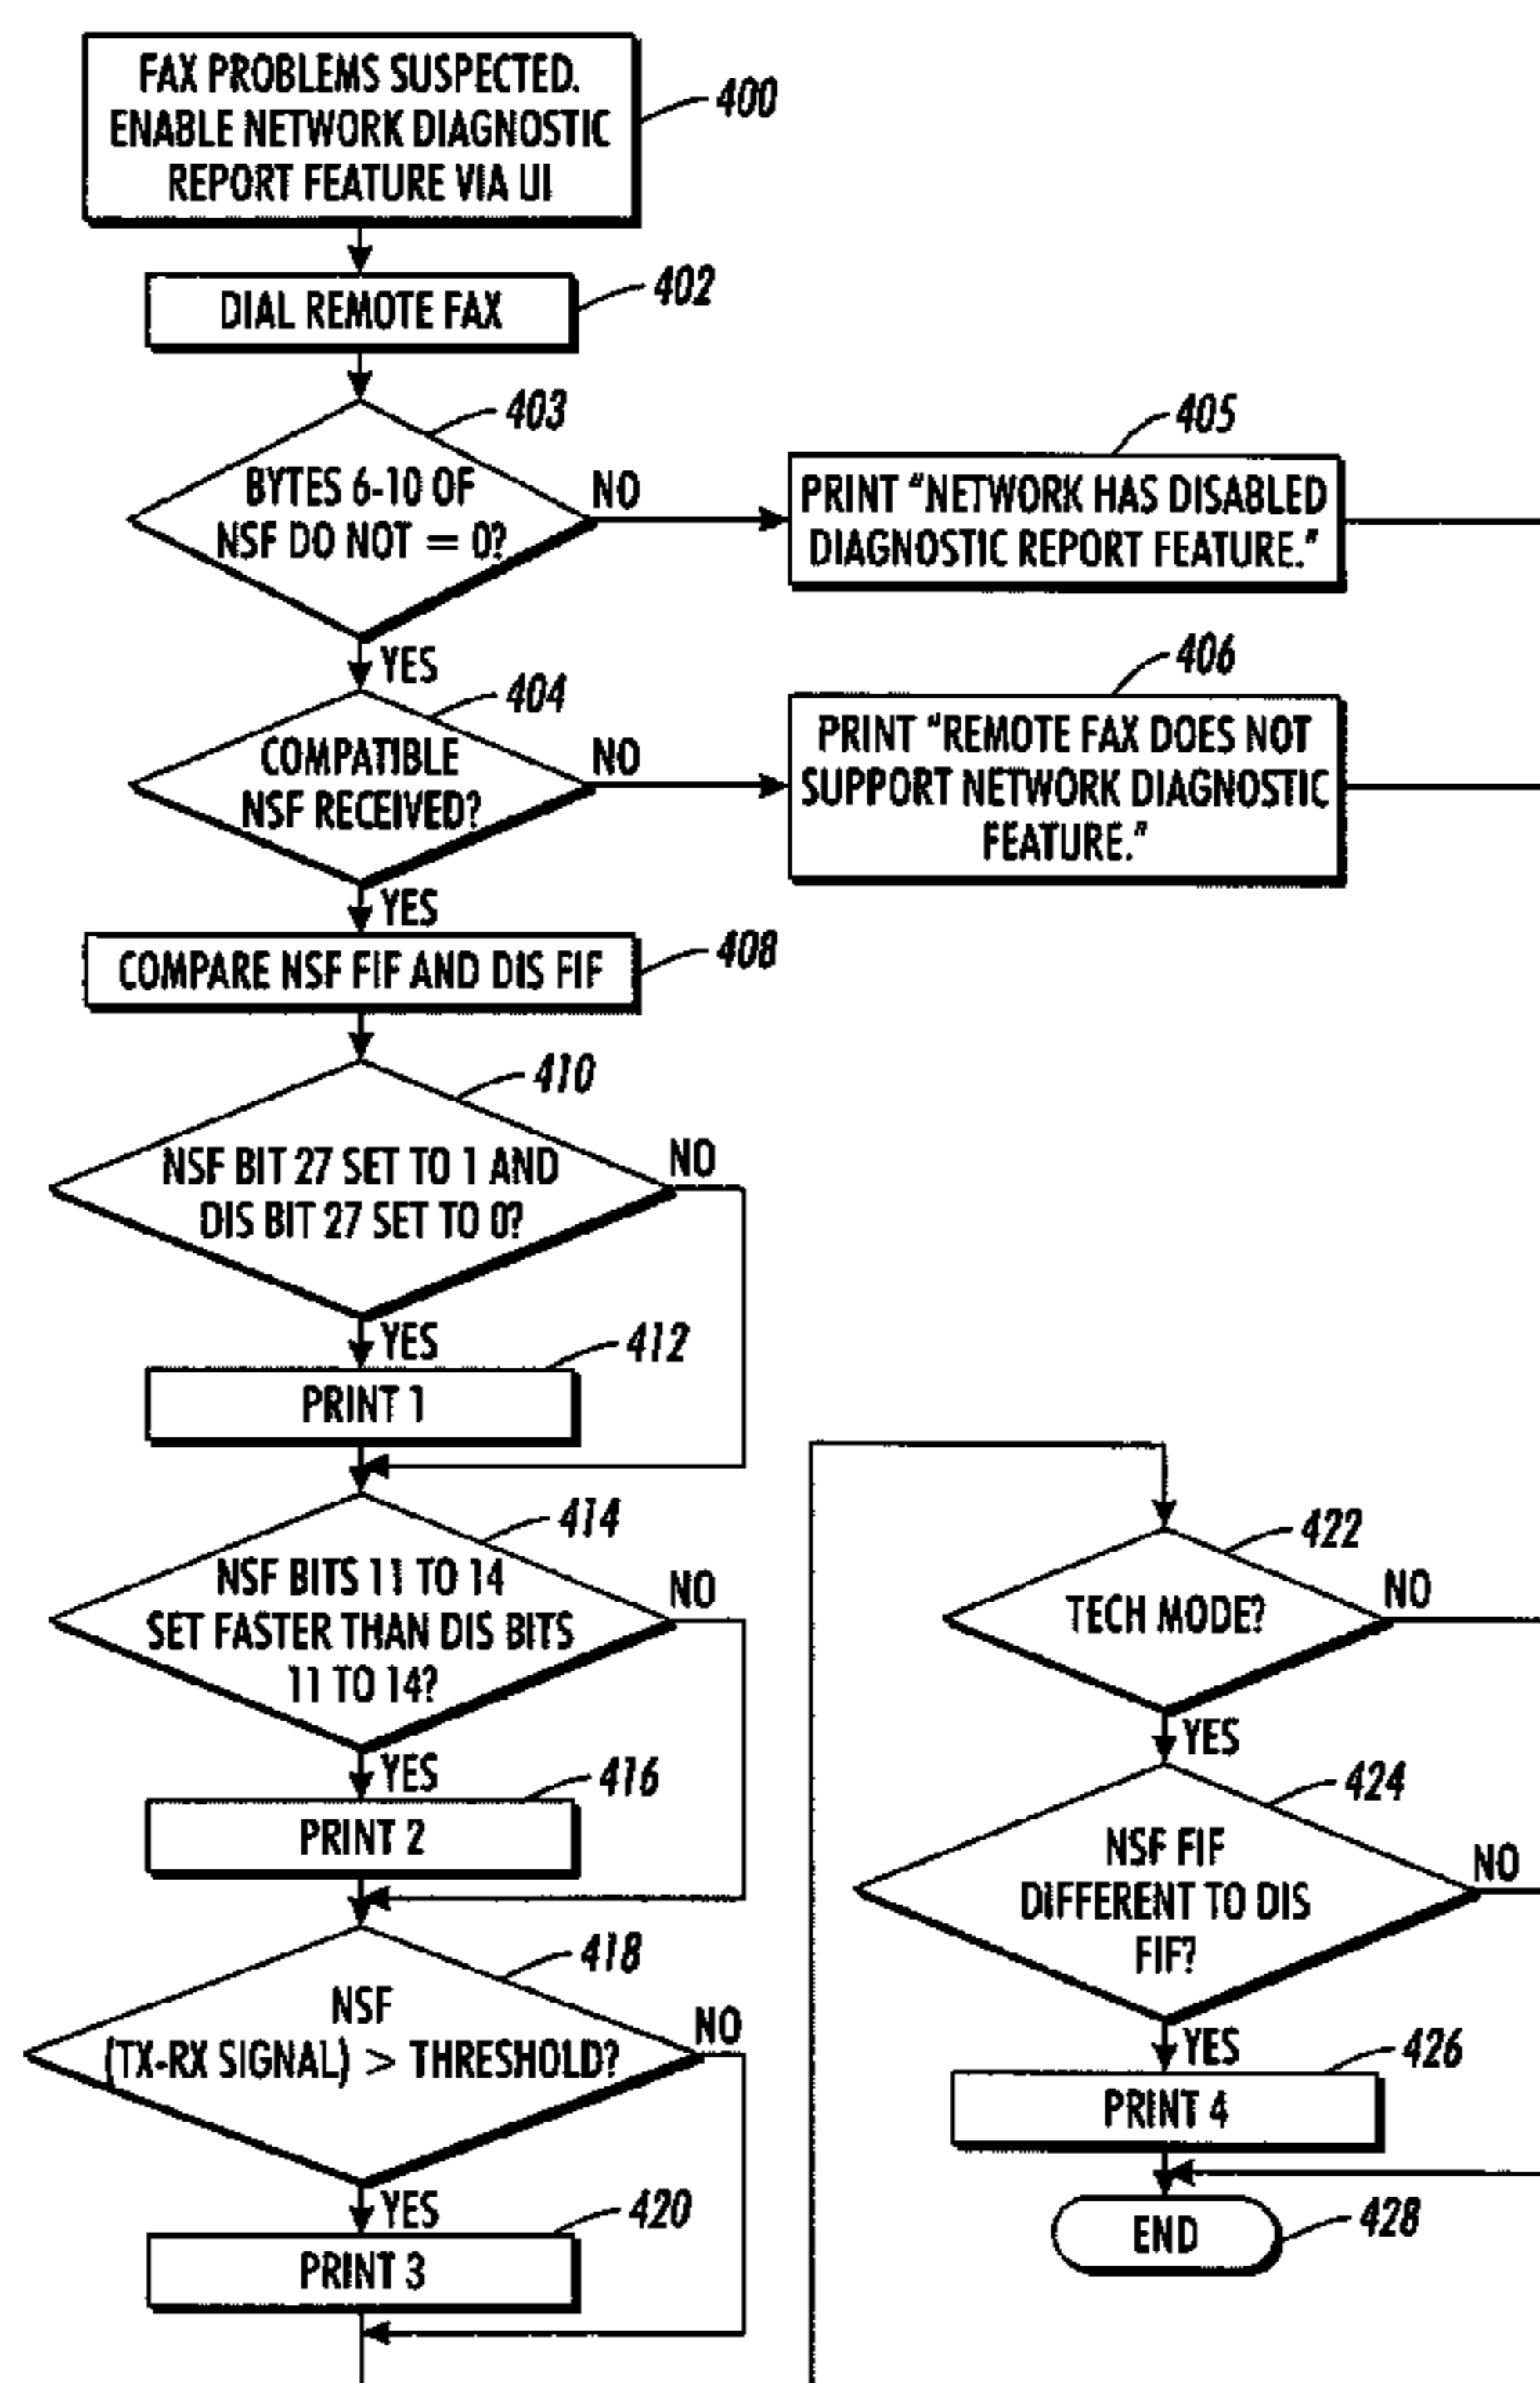 FAX PROBLEMS SUSPECTED.
ENABLE NETWORK DIAGNOSTIC
REPORT FEATURE VIA UI
400
DIAL REMOTE FAX
402
403
BYTES 6-10 OF
NSF DO NOT = 0?
NO
YES
405
PRINT "NETWORK HAS DISABLED
DIAGNOSTIC REPORT FEATURE."
404
COMPATIBLE
NSF RECEIVED?
NO
YES
406
PRINT "REMOTE FAX DOES NOT
SUPPORT NETWORK DIAGNOSTIC
FEATURE."
COMPARE NSF FIF AND DIS FIF
408
410
NSF BIT 27 SET TO 1 AND
DIS BIT 27 SET TO 0?
NO
YES
412
PRINT 1
414
NSF BITS 11 TO 14
SET FASTER THAN DIS BITS
11 TO 14?
NO
YES
416
PRINT 2
418
NSF
(TX-RX SIGNAL) > THRESHOLD?
NO
YES
420
PRINT 3
422
TECH MODE?
NO
YES
424
NSF FIF
DIFFERENT TO DIS
FIF?
NO
YES
426
PRINT 4
END
428